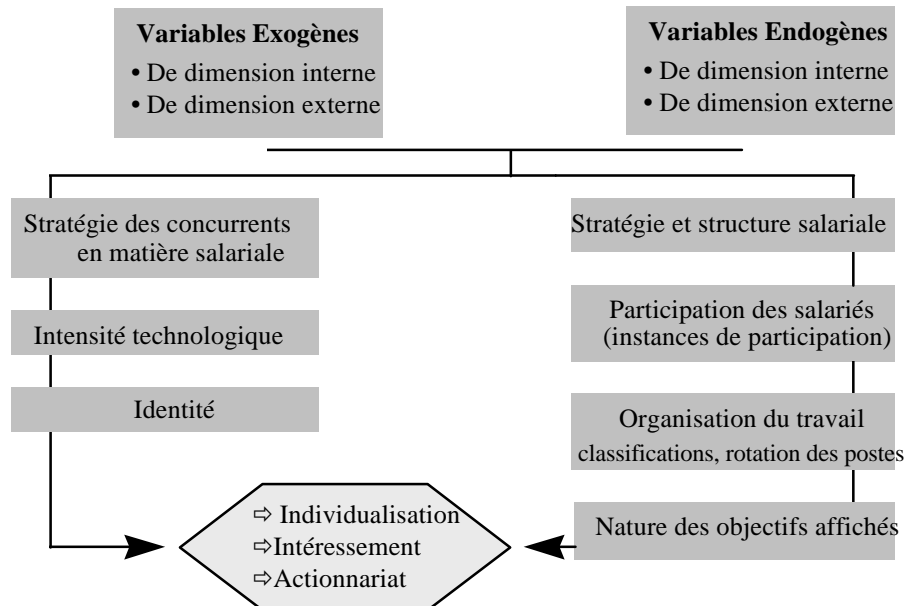 Variables Exogènes
• De dimension interne
• De dimension externe
Variables Endogènes
• De dimension interne
• De dimension externe
Stratégie des concurrents
en matière salariale
Intensité technologique
Identité
Stratégie et structure salariale
Participation des salariés
(instances de participation)
Organisation du travail
classifications, rotation des postes
Nature des objectifs affichés
⇨ Individualisation
⇨Intéressement
⇨Actionnariat